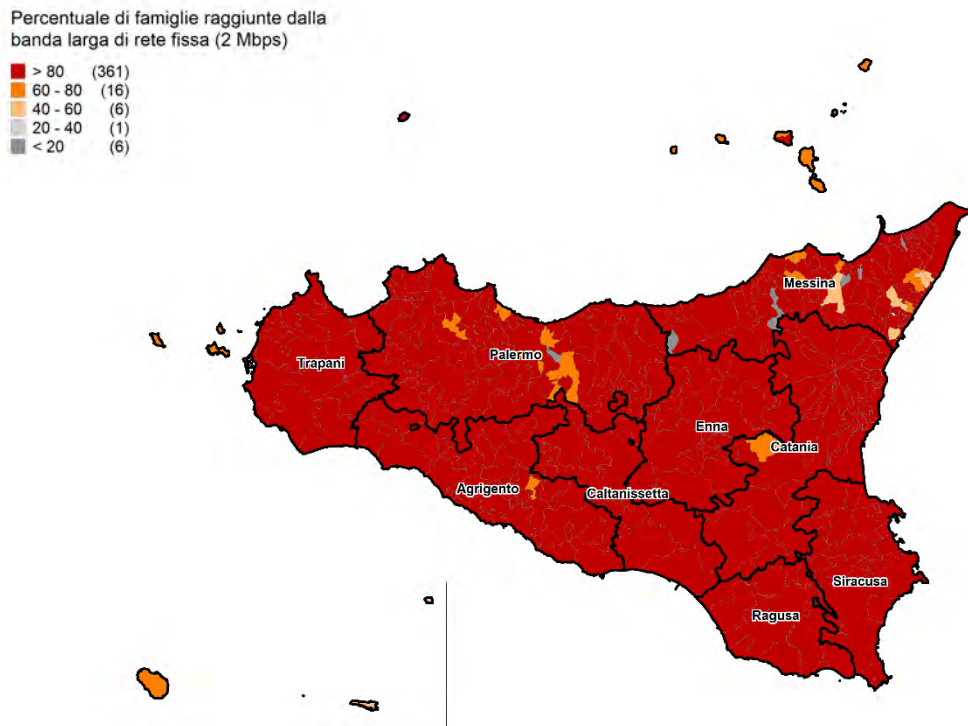 Percentuale di famiglie raggiunte dalla
banda larga di rete fissa (2 Mbps)
> 80 (361)
60 - 80 (16)
40 - 60 (6)
20 - 40 (1)
< 20 (6)
Messina
Palermo
Trapani
Enna
Catania
Agrigento
Caltanissetta
Siracusa
Ragusa